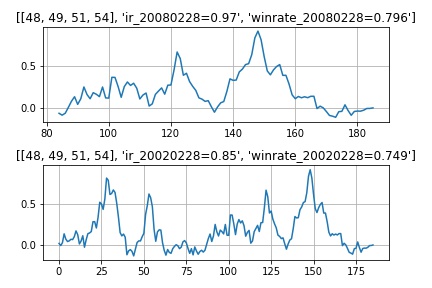 [[48, 49, 51, 54], 'ir_20080228=0.97', 'winrate_20080228=0.796']
0.5
0.0
80 100 120 140 160 180
[[48, 49, 51, 54], 'ir_20020228=0.85', 'winrate_20020228=0.749']
0.5
0.0
0 25 50 75 100 125 150 175